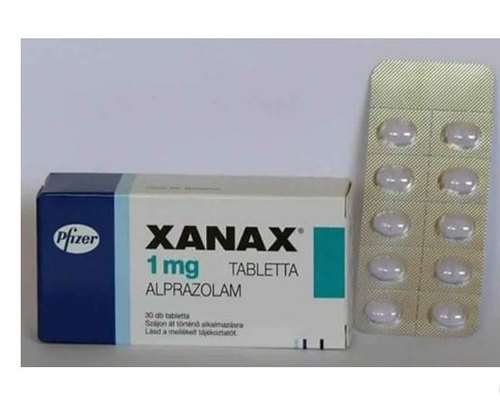 Pfizer
XANAX®
1 mg TABLETTA
ALPRAZOLAM
30 db tabletta
Szájon át történő alkalmazásra
Lásd a mellékelt tájékoztatót.